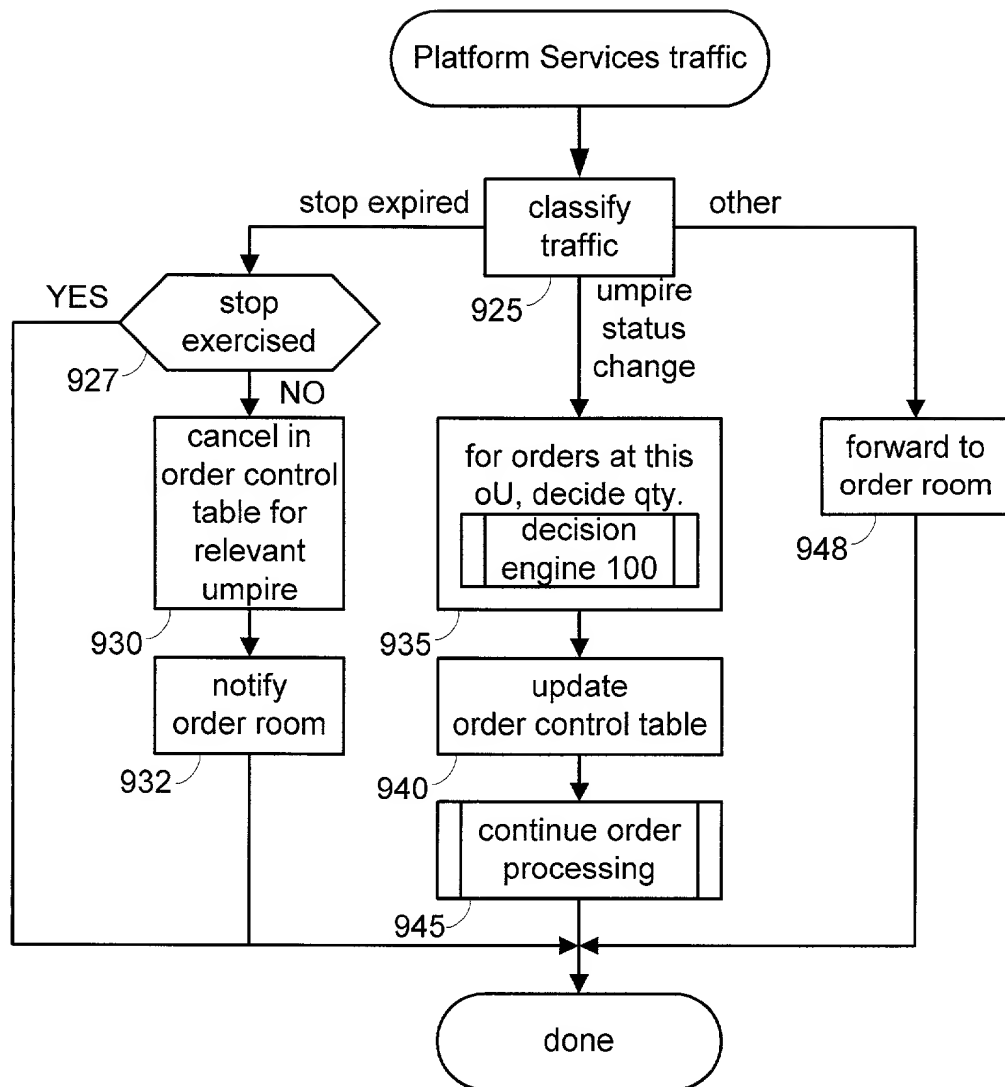 Platform Services traffic
stop expired
classify
traffic
other
925
YES
stop
exercised
927
NO
umpire
status
change
cancel in
order control
table for
relevant
umpire
930
for orders at this
oU, decide qty.
decision
engine 100
935
forward to
order room
948
notify
order room
932
update
order control table
940
continue order
processing
945
done